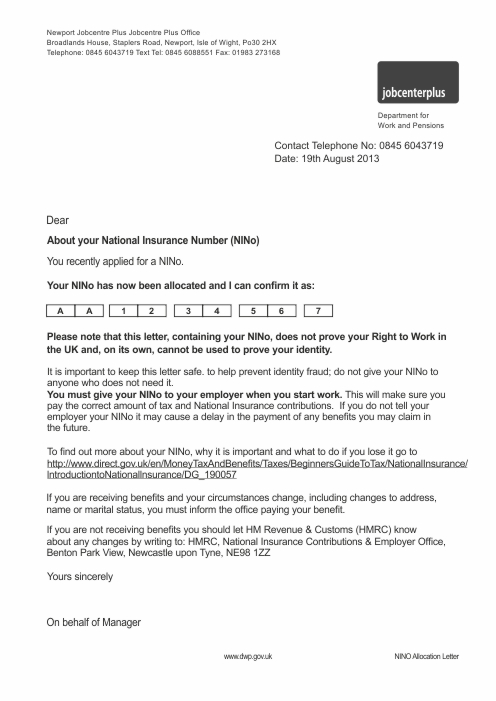 Newport Jobcentre Plus Jobcentre Plus Office
Broadlands House, Staplers Road, Newport, Isle of Wight, Po30 2HX
Telephone: 0845 6043719 Text Tel: 0845 6088551 Fax: 01983 273168
jobcenterplus
Department for
Work and Pensions
Contact Telephone No: 0845 6043719
Date: 19th August 2013
Dear
About your National Insurance Number (NINo)
You recently applied for a NINo.
Your NINo has now been allocated and I can confirm it as:
A A 1 2 3 4 5 6 7
Please note that this letter, containing your NINo, does not prove your Right to Work in
the UK and, on its own, cannot be used to prove your identity.
It is important to keep this letter safe. to help prevent identity fraud; do not give your NINo to
anyone who does not need it.
You must give your NINo to your employer when you start work. This will make sure you
pay the correct amount of tax and National Insurance contributions. If you do not tell your
employer your NINo it may cause a delay in the payment of any benefits you may claim in
the future.
To find out more about your NINo, why it is important and what to do if you lose it go to
http://www.direct.gov.uk/en/MoneyTaxAndBenefits/Taxes/BeginnersGuideToTax/NationalInsurance/
IntroductiontoNationalInsurance/DG_190057
If you are receiving benefits and your circumstances change, including changes to address,
name or marital status, you must inform the office paying your benefit.
If you are not receiving benefits you should let HM Revenue & Customs (HMRC) know
about any changes by writing to: HMRC, National Insurance Contributions & Employer Office,
Benton Park View, Newcastle upon Tyne, NE98 1ZZ
Yours sincerely
On behalf of Manager
www.dwp.gov.uk
NINO Allocation Letter